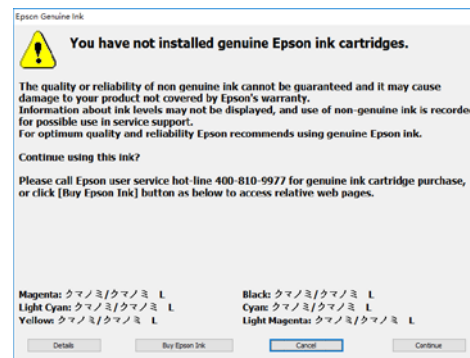 Epson Genuine Ink
You have not installed genuine Epson ink cartridges.
The quality or reliability of non genuine ink cannot be guaranteed and it may cause
damage to your product not covered by Epson's warranty.
Information about ink levels may not be displayed, and use of non-genuine ink is recorde
for possible use in service support.
For optimum quality and reliability Epson recommends using genuine Epson ink.
Continue using this ink?
Please call Epson user service hot-line 400-810-9977 for genuine ink cartridge purchase,
or click [Buy Epson Ink] button as below to access relative web pages.
Magenta: クマノミ/クマノミ L
Black: クマノミ/クマノミ L
Light Cyan: クマノミ/クマノミ L
Cyan: クマノミ/クマノミ L
Yellow: クマノミ/クマノミ L
Light Magenta: クマノミ/クマノミ L
Details
Buy Epson Ink
Cancel
Continue